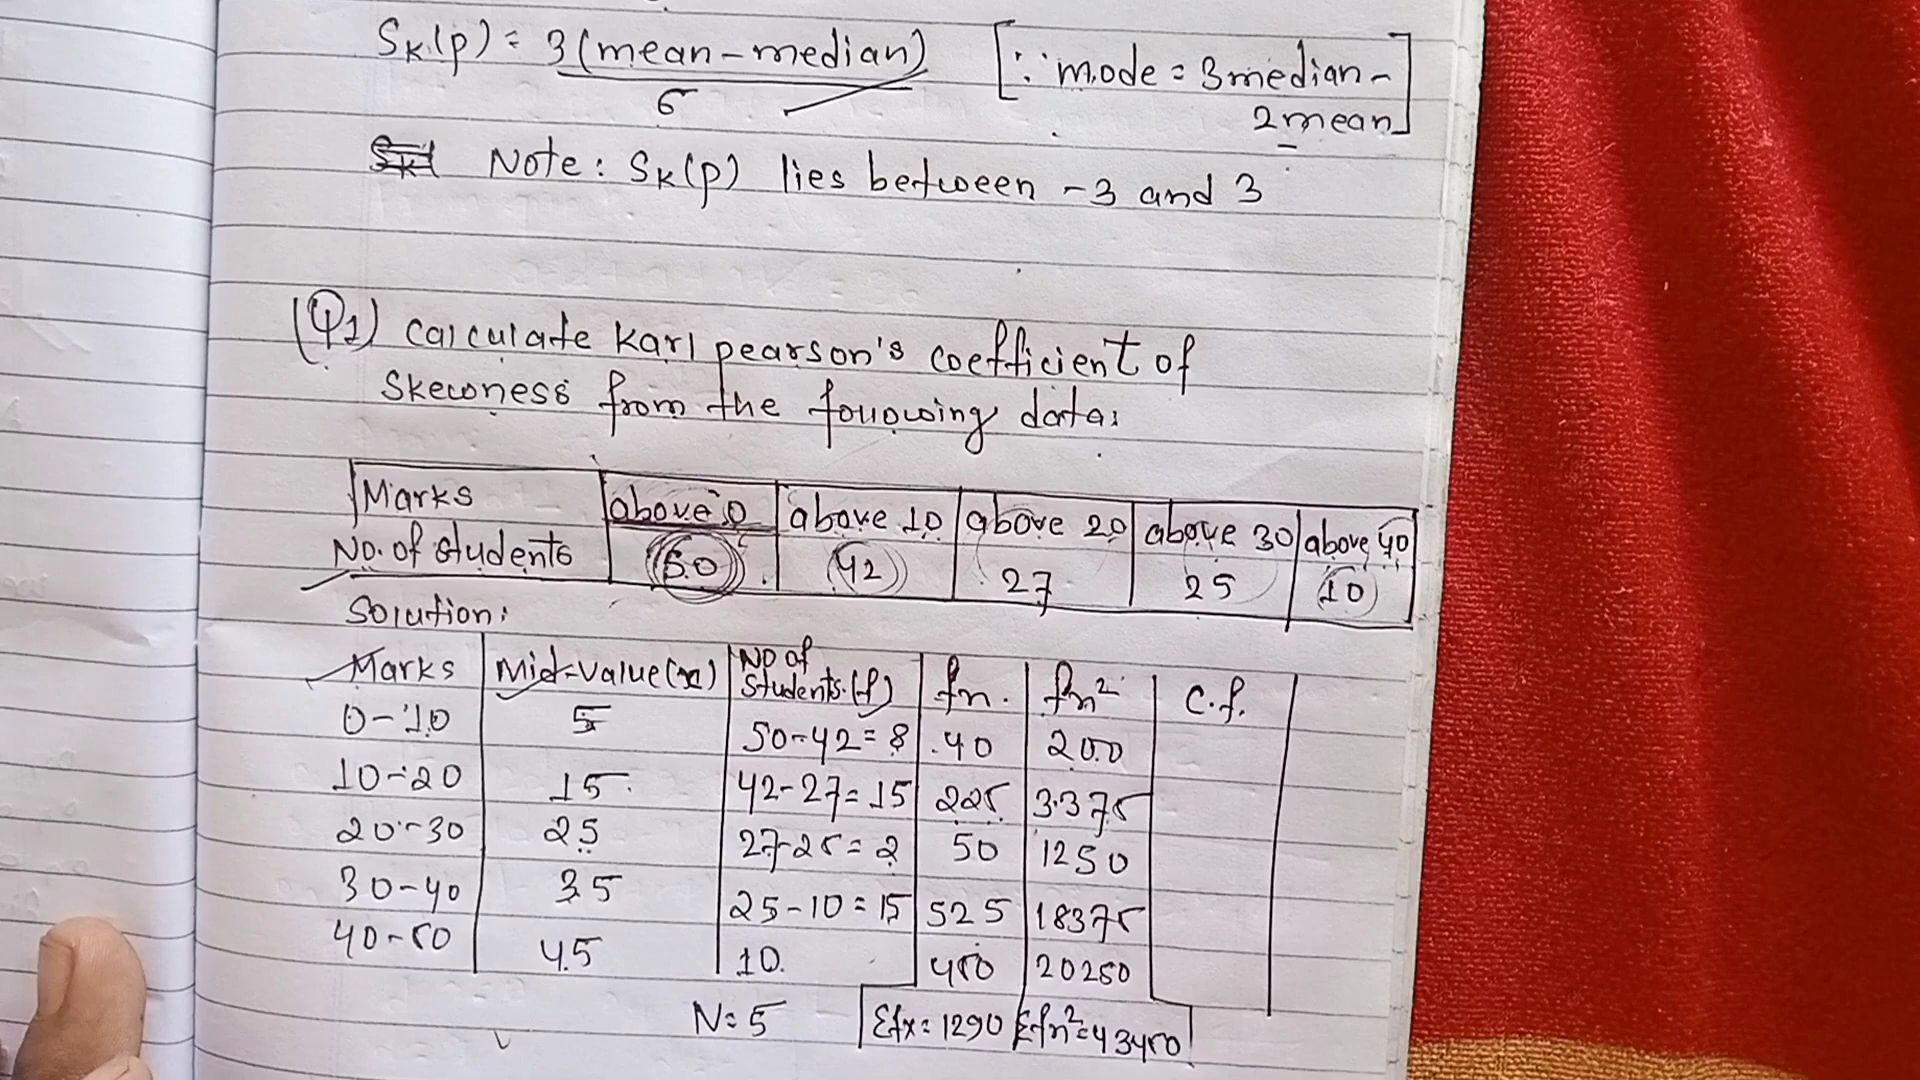 Sk(p) = 3(mean-median) [∵ mode = 3median-
σ 2mean]
Note: Sk(p) lies between -3 and 3
(Q1) calculate Karl pearson's coefficient of
Skewness from the following data:
Marks above 0 above 10 above 20 above 30 above 40
No. of students 50 42 27 25 10
Solution:
Marks Mid-value(x) No of Students (f) fx fx² C.f.
0-10 5 50-42=8 40 200
10-20 15 42-27=15 225 3375
20-30 25 27-25=2 50 1250
30-40 35 25-10=15 525 18375
40-50 45 10 450 20250
N=5 Σfx=1290 Σfx²=43450